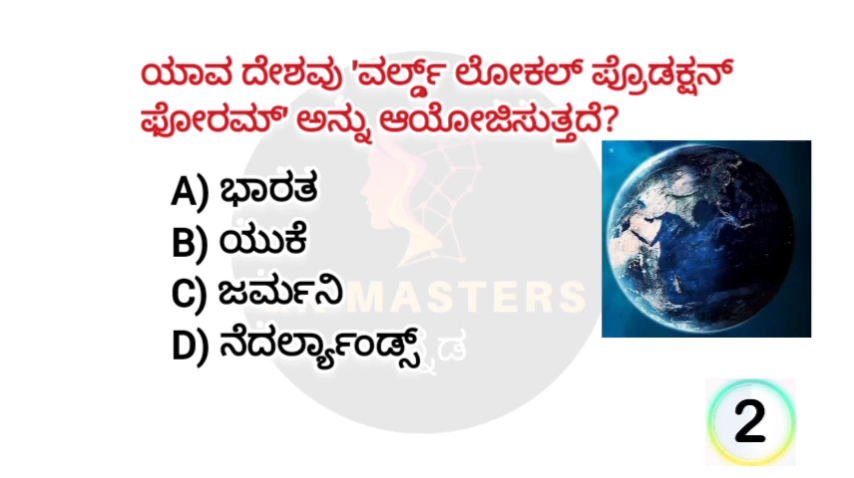 ಯಾವ ದೇಶವು 'ವರ್ಲ್ಡ್ ಲೋಕಲ್ ಪ್ರೊಡಕ್ಷನ್
ಫೋರಮ್' ಅನ್ನು ಆಯೋಜಿಸುತ್ತದೆ?
A) ಭಾರತ
B) ಯುಕೆ
C) ಜರ್ಮನಿ
MASTERS
D) ನೆದರ್ಲ್ಯಾಂಡ್ಸ್
2